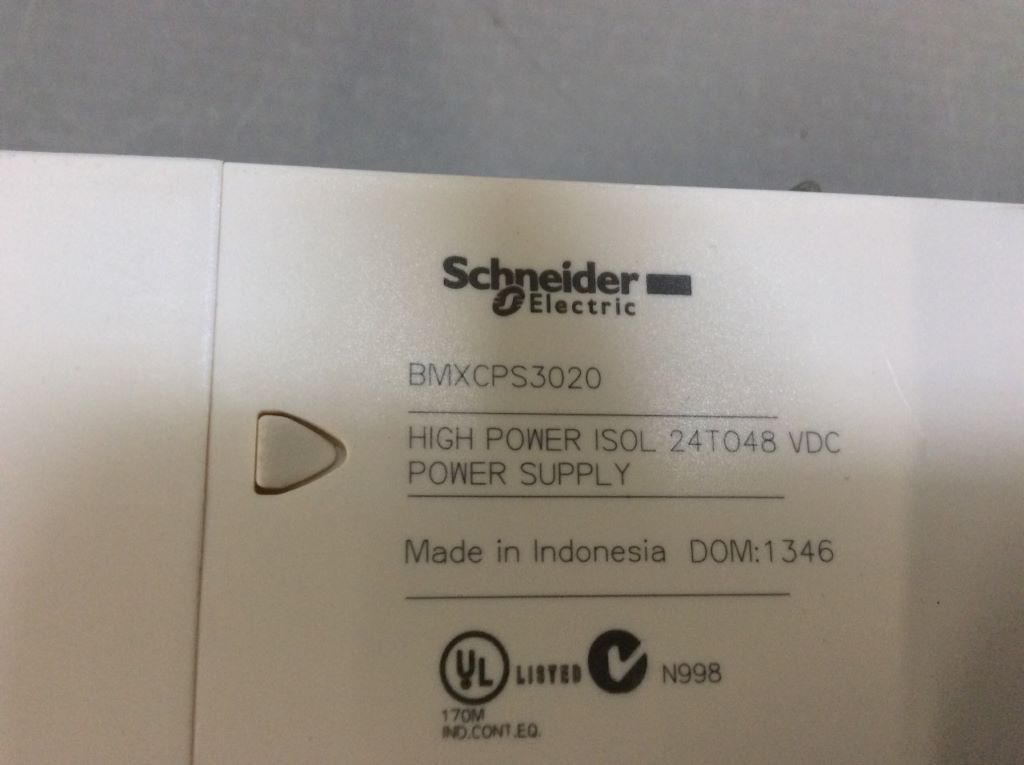 Schneider
Electric
BMXCPS3020
HIGH POWER ISOL 24TO48 VDC
POWER SUPPLY
Made in Indonesia DOM:1346
UL LISTED N998
170M
IND.CONT.EQ.